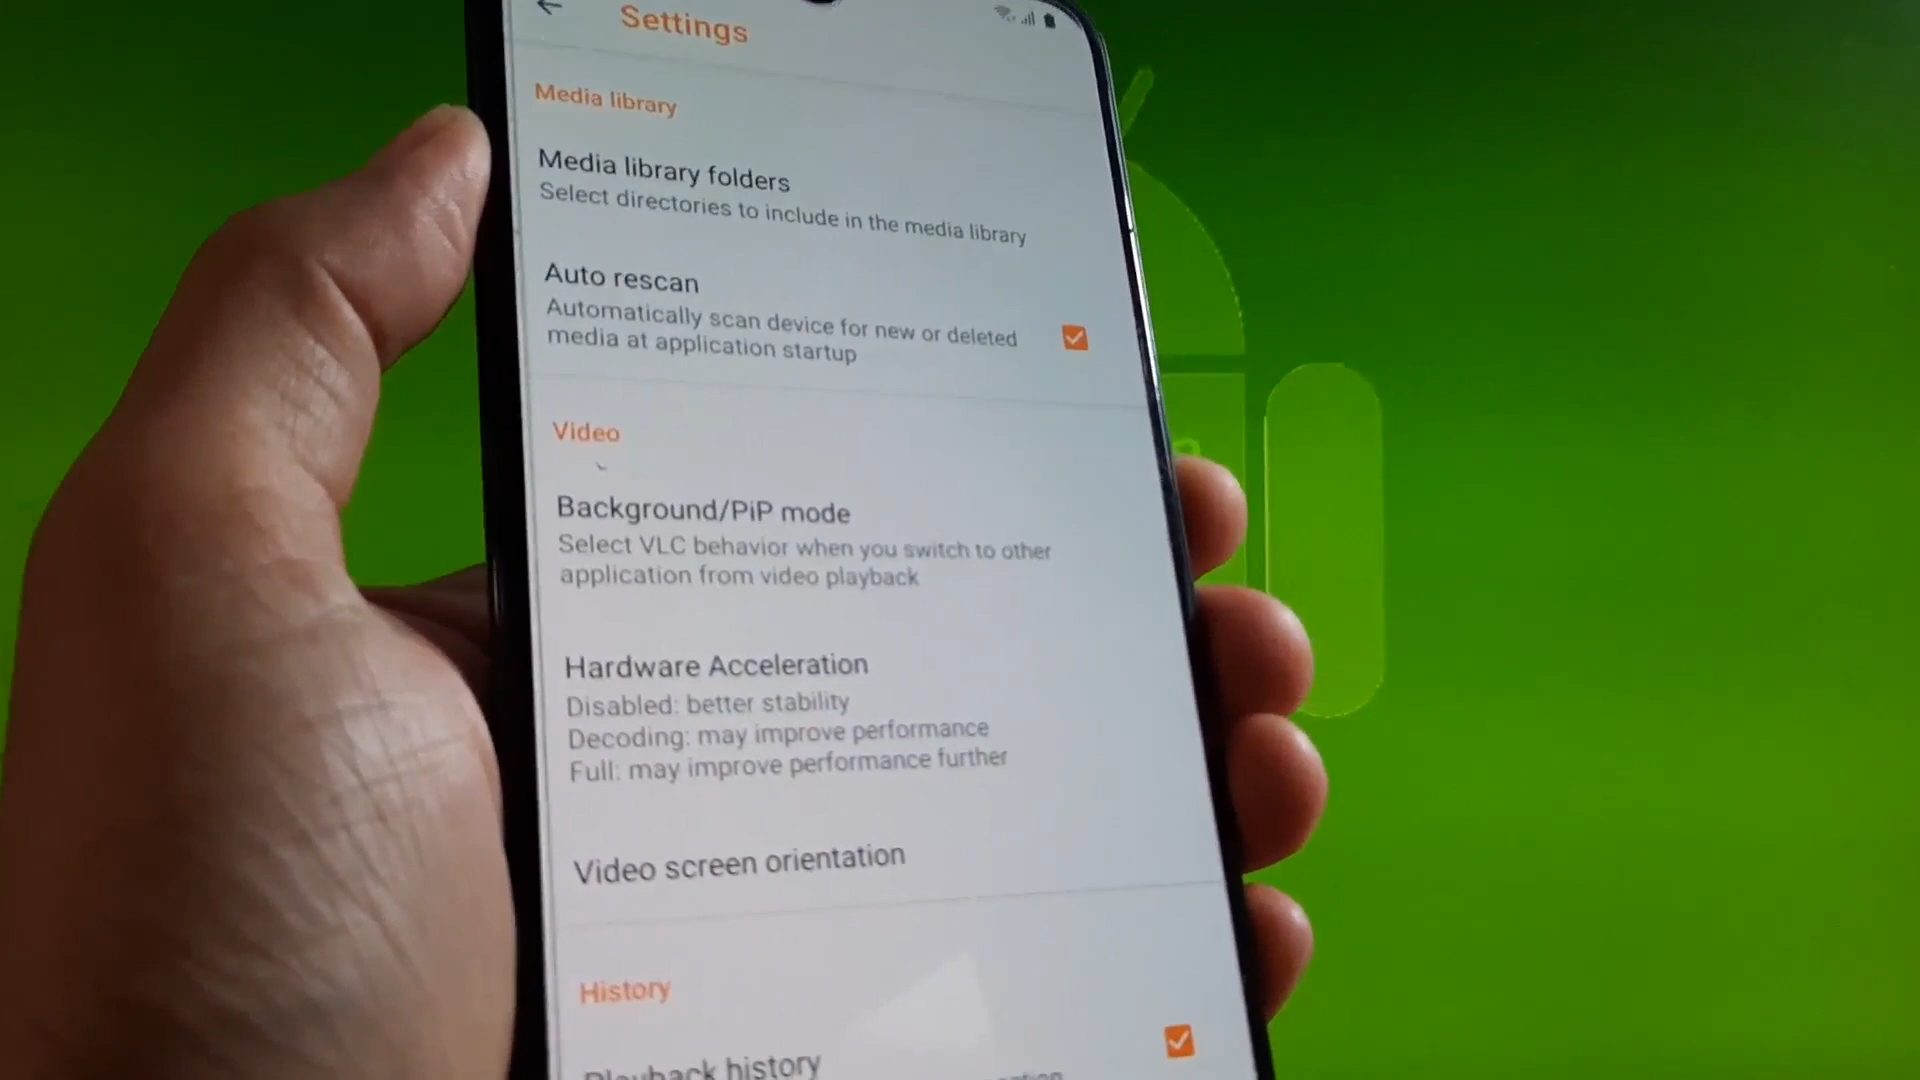 Settings
Media library
Media library folders
Select directories to include in the media library
Auto rescan
Automatically scan device for new or deleted
media at application startup
Video
Background/PiP mode
Select VLC behavior when you switch to other
application from video playback
Hardware Acceleration
Disabled: better stability
Decoding: may improve performance
Full: may improve performance further
Video screen orientation
History
Playback history